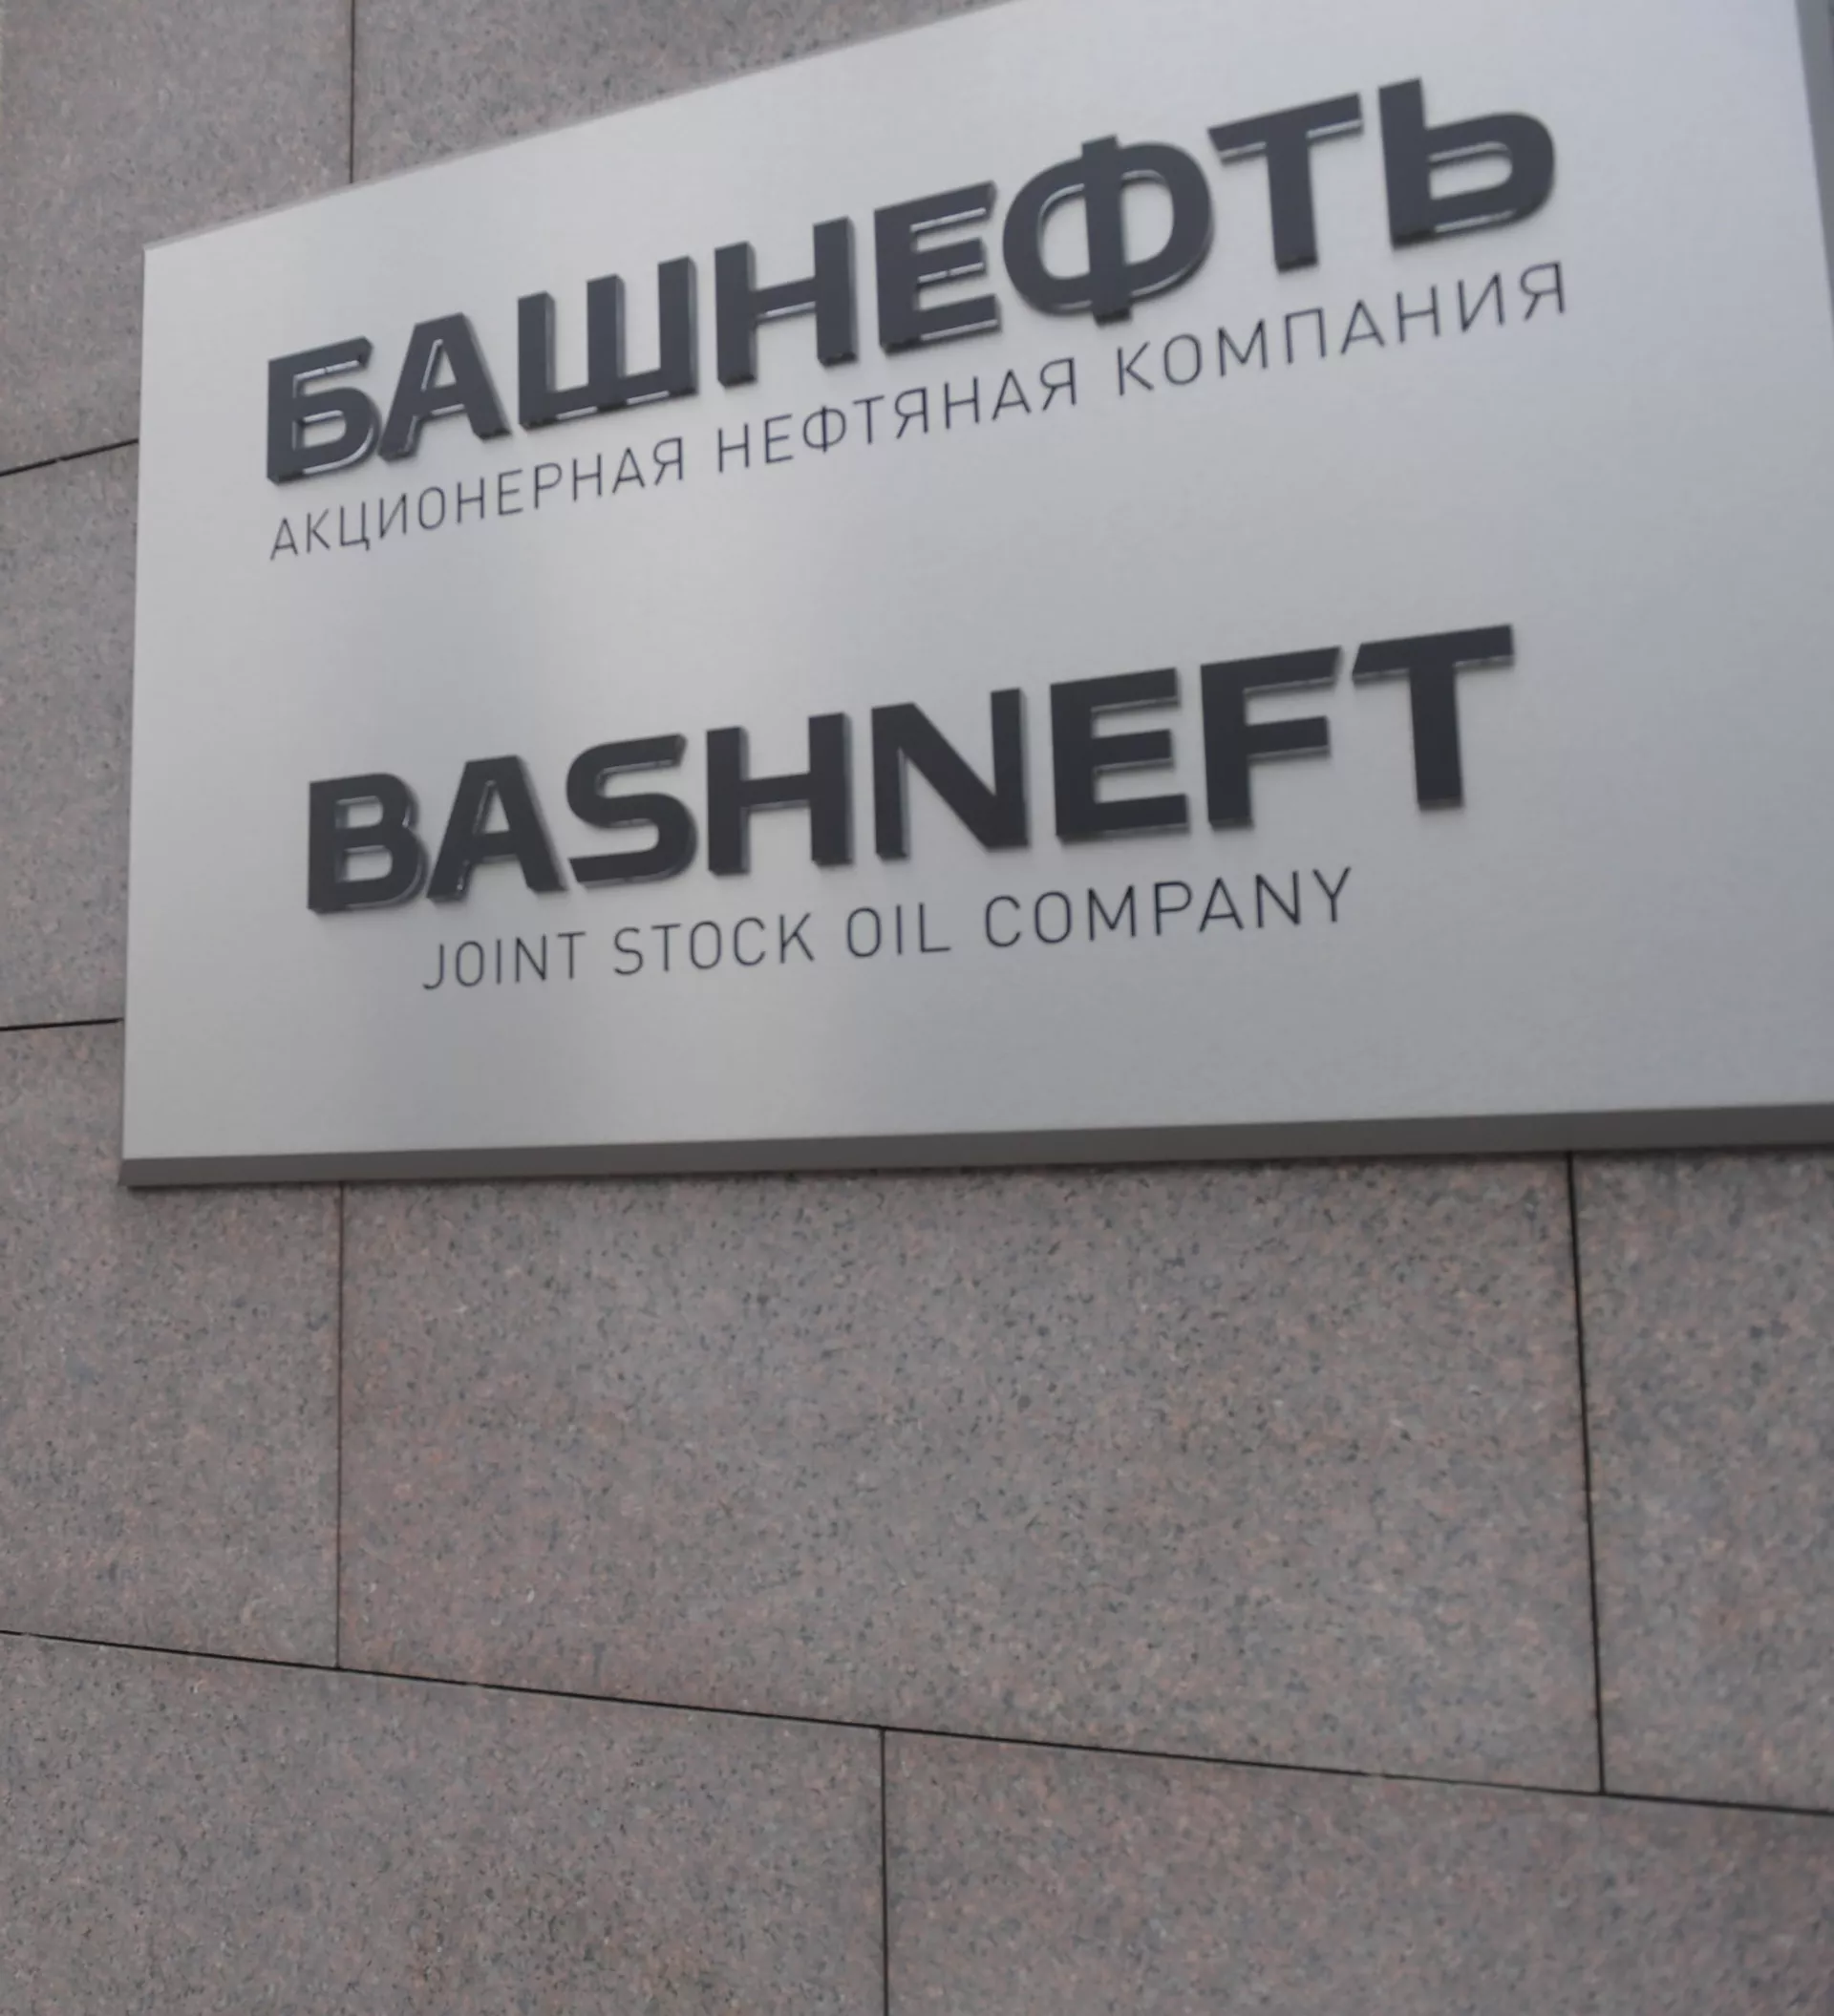 БАШНЕФТЬ
АКЦИОНЕРНАЯ НЕФТЯНАЯ КОМПАНИЯ
BASHNEFT
JOINT STOCK OIL COMPANY